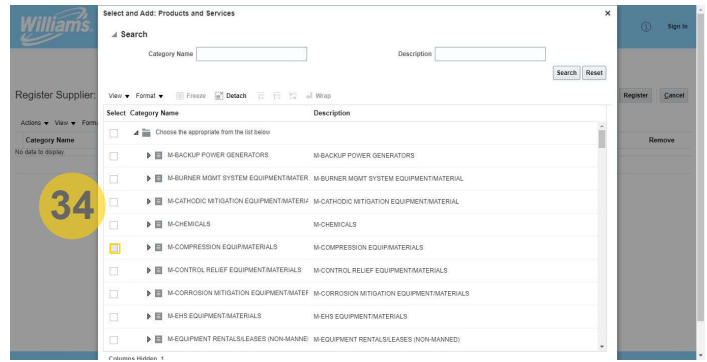 Select and Add: Products and Services
Williams.
Sign In
Search
Category Name
Description
Search Reset
Register Supplier:
Register Cancel
View Format Freeze Detach Wrap
Actions View Form
Select Category Name Description
Category Name
Remove
No data to display.
Choose the appropriate from the list below
M-BACKUP POWER GENERATORS M-BACKUP POWER GENERATORS
M-BURNER MGMT SYSTEM EQUIPMENT/MATER M-BURNER MGMT SYSTEM EQUIPMENT/MATERIAL
M-CATHODIC MITIGATION EQUIPMENT/MATERIA M-CATHODIC MITIGATION EQUIPMENT/MATERIAL
34
M-CHEMICALS M-CHEMICALS
M-COMPRESSION EQUIP/MATERIALS M-COMPRESSION EQUIP/MATERIALS
M-CONTROL RELIEF EQUIPMENT/MATERIALS M-CONTROL RELIEF EQUIPMENT/MATERIALS
M-CORROSION MITIGATION EQUIPMENT/MATEF M-CORROSION MITIGATION EQUIPMENT/MATERIALS
M-EHS EQUIPMENT/MATERIALS M-EHS EQUIPMENT/MATERIALS
M-EQUIPMENT RENTALS/LEASES (NON-MANNEI M-EQUIPMENT RENTALS/LEASES (NON-MANNED)
Columns Hidden 1